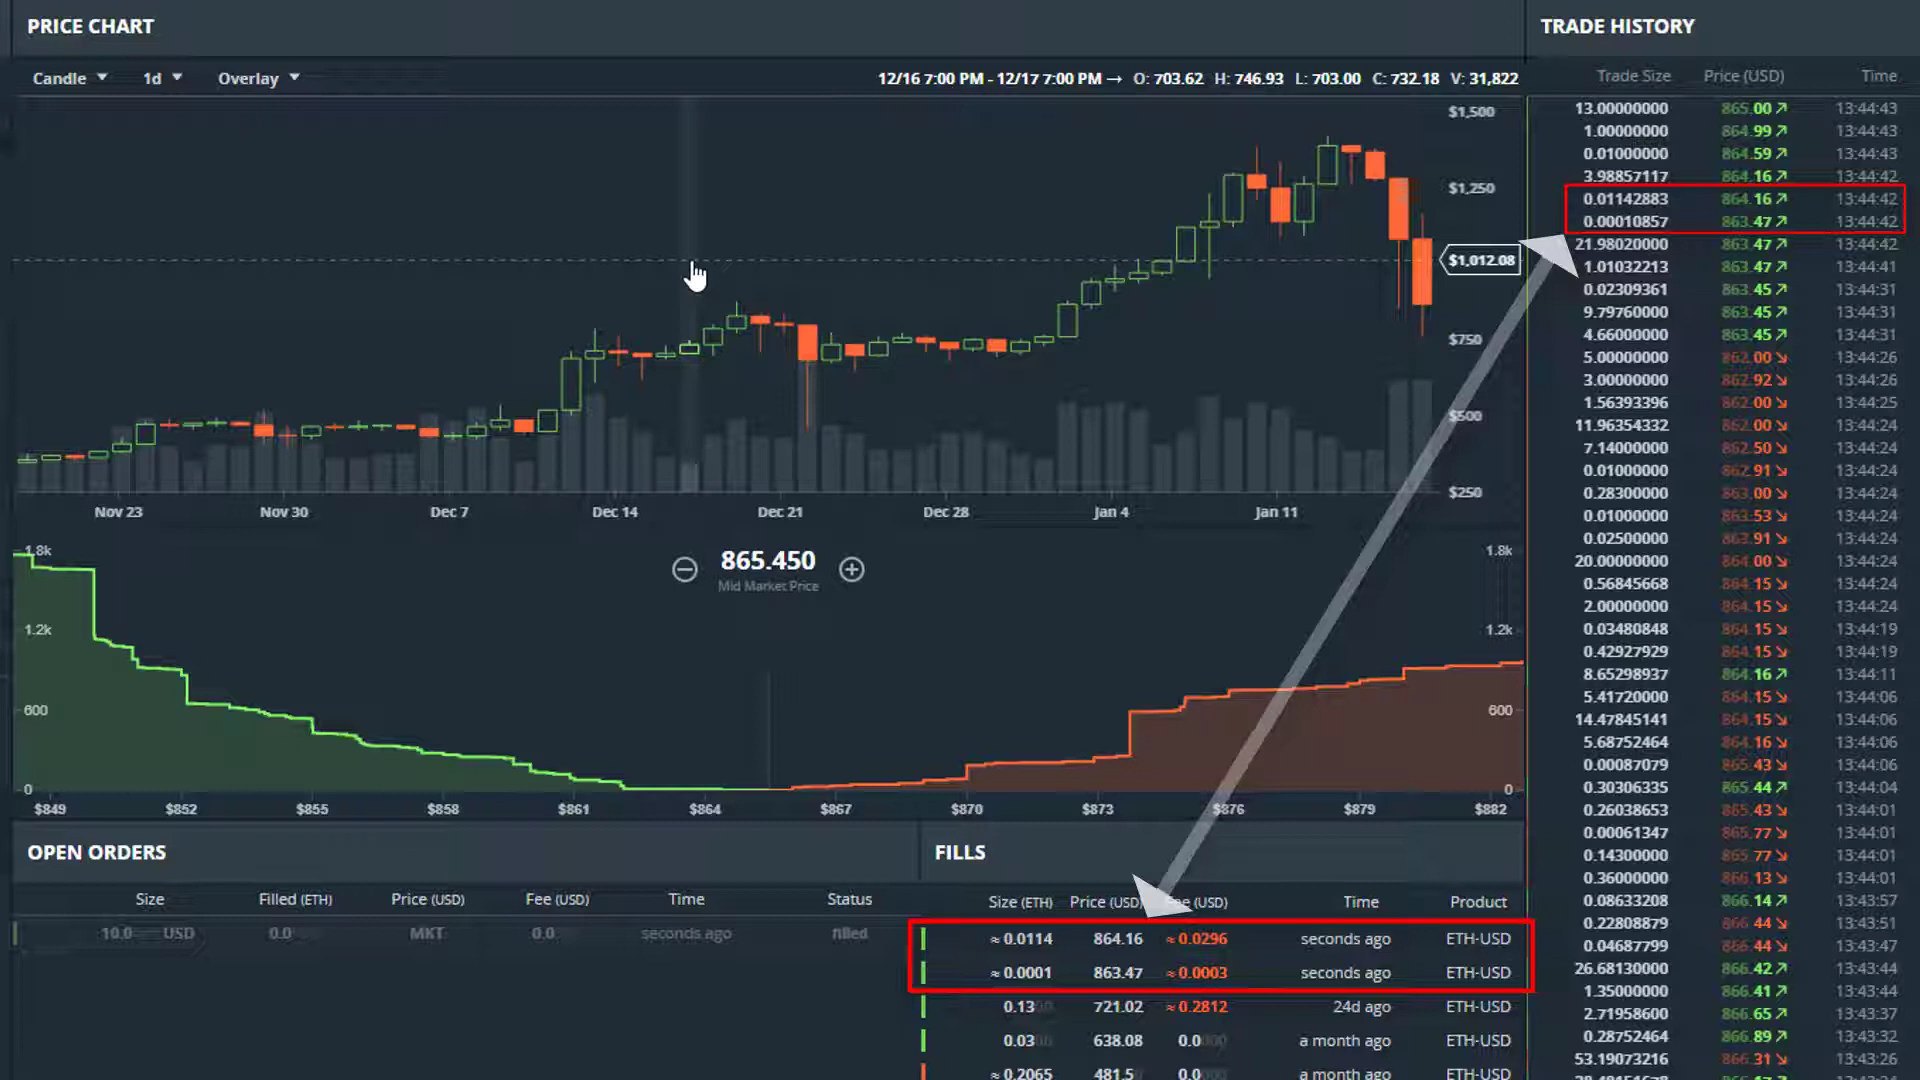 PRICE CHART
Candle
1d
Overlay
12/16 7:00 PM - 12/17 7:00 PM → O: 703.62 H: 746.93 L: 703.00 C: 732.18 V: 31,822
$1,500
$1,250
$1,012.08
$750
$500
$250
Nov 23 Nov 30 Dec 7 Dec 14 Dec 21 Dec 28 Jan 4 Jan 11
1.8k 1.8k
865.450
Mid Market Price
1.2k 1.2k
600 600
0 0
$849 $852 $855 $858 $861 $864 $867 $870 $873 $876 $879 $882
OPEN ORDERS
Size Filled (ETH) Price (USD) Fee (USD) Time Status
10.0 USD 0.0 MKT 0.0 seconds ago filled
FILLS
Size (ETH) Price (USD) (USD) Time Product
≈ 0.0114 864.16 ≈ 0.0296 seconds ago ETH-USD
≈ 0.0001 863.47 ≈ 0.0003 seconds ago ETH-USD
0.13 721.02 ≈ 0.2812 24d ago ETH-USD
0.03 638.08 0.0 a month ago ETH-USD
≈ 0.2065 481.5 0.0 a month ago ETH-USD
TRADE HISTORY
Trade Size Price (USD) Time
13.00000000 865.00↗ 13:44:43
1.00000000 864.99↗ 13:44:43
0.01000000 864.59↗ 13:44:43
3.98857117 864.16↗ 13:44:42
0.01142883 864.16↗ 13:44:42
0.00010857 863.47↗ 13:44:42
21.98020000 863.47↗ 13:44:42
1.01032213 863.47↗ 13:44:41
0.02309361 863.45↗ 13:44:31
9.79760000 863.45↗ 13:44:31
4.66000000 863.45↗ 13:44:31
5.00000000 862.00↘ 13:44:26
3.00000000 862.92↘ 13:44:26
1.56393396 862.00↘ 13:44:25
11.96354332 862.00↘ 13:44:24
7.14000000 862.50↘ 13:44:24
0.01000000 862.91↘ 13:44:24
0.28300000 863.00↘ 13:44:24
0.01000000 863.53↘ 13:44:24
0.02500000 863.91↘ 13:44:24
20.00000000 864.00↘ 13:44:24
0.56845668 864.15↘ 13:44:24
2.00000000 864.15↘ 13:44:24
0.03480848 864.15↘ 13:44:19
0.42927929 864.15↘ 13:44:19
8.65298937 864.16↗ 13:44:11
5.41720000 864.15↘ 13:44:06
14.47845141 864.15↘ 13:44:06
5.68752464 864.16↘ 13:44:06
0.00087079 865.43↘ 13:44:06
0.30306335 865.44↗ 13:44:04
0.26038653 865.43↘ 13:44:01
0.00061347 865.77↘ 13:44:01
0.14300000 865.77↘ 13:44:01
0.36000000 866.13↘ 13:44:01
0.08633208 866.14↗ 13:43:57
0.22808879 866.44↘ 13:43:51
0.04687799 866.44↘ 13:43:47
26.68130000 866.42↗ 13:43:44
1.35000000 866.41↗ 13:43:44
2.71958600 866.65↗ 13:43:37
0.28752464 866.89↗ 13:43:32
53.19073216 866.31↘ 13:43:26